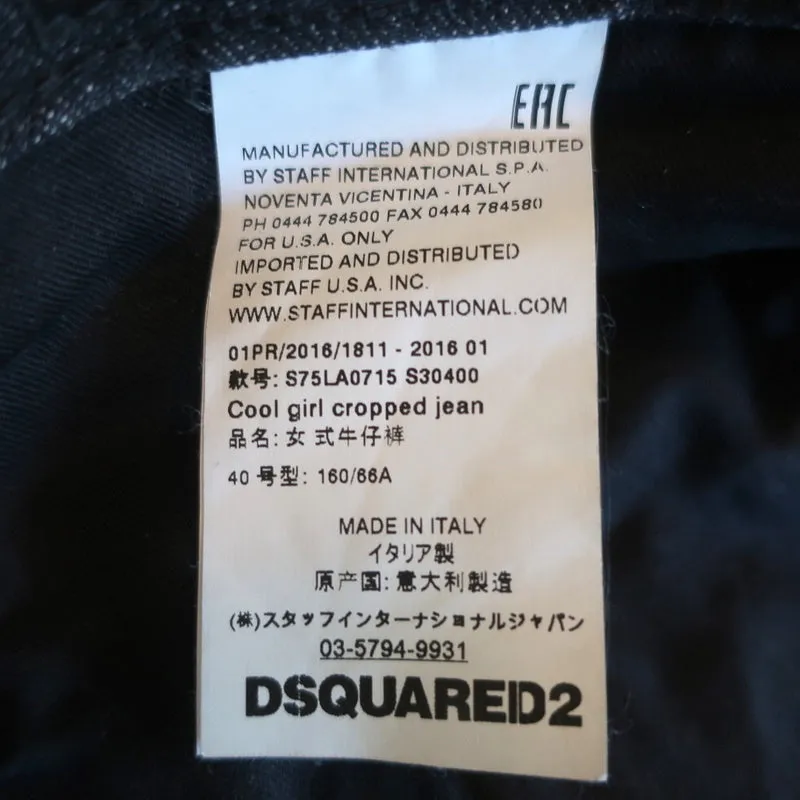 EAC
MANUFACTURED AND DISTRIBUTED
BY STAFF INTERNATIONAL S.P.A.
NOVENTA VICENTINA - ITALY
PH 0444 784500 FAX 0444 784580
FOR U.S.A. ONLY
IMPORTED AND DISTRIBUTED
BY STAFF U.S.A. INC.
WWW.STAFFINTERNATIONAL.COM
01PR/2016/1811 - 2016 01
款号: S75LA0715 S30400
Cool girl cropped jean
品名: 女 式牛仔裤
40 号型: 160/66A
MADE IN ITALY
イタリア製
原产国: 意大利製造
(株)スタッフインターナショナルジャパン
03-5794-9931
DSQUARED2